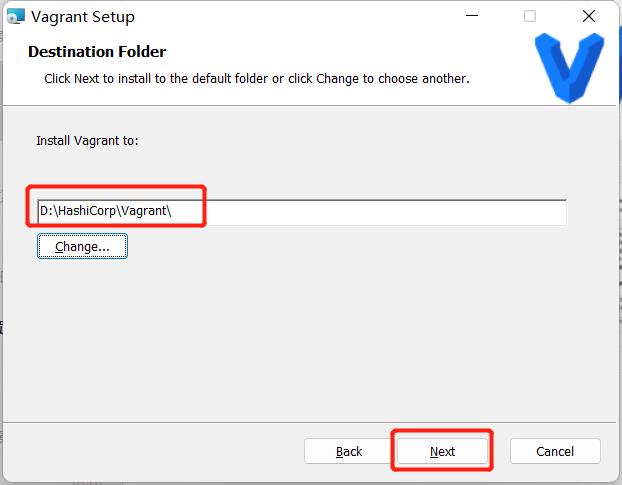 Vagrant Setup
Destination Folder
Click Next to install to the default folder or click Change to choose another.
Install Vagrant to:
D:\HashiCorp\Vagrant\
Change...
Back
Next
Cancel